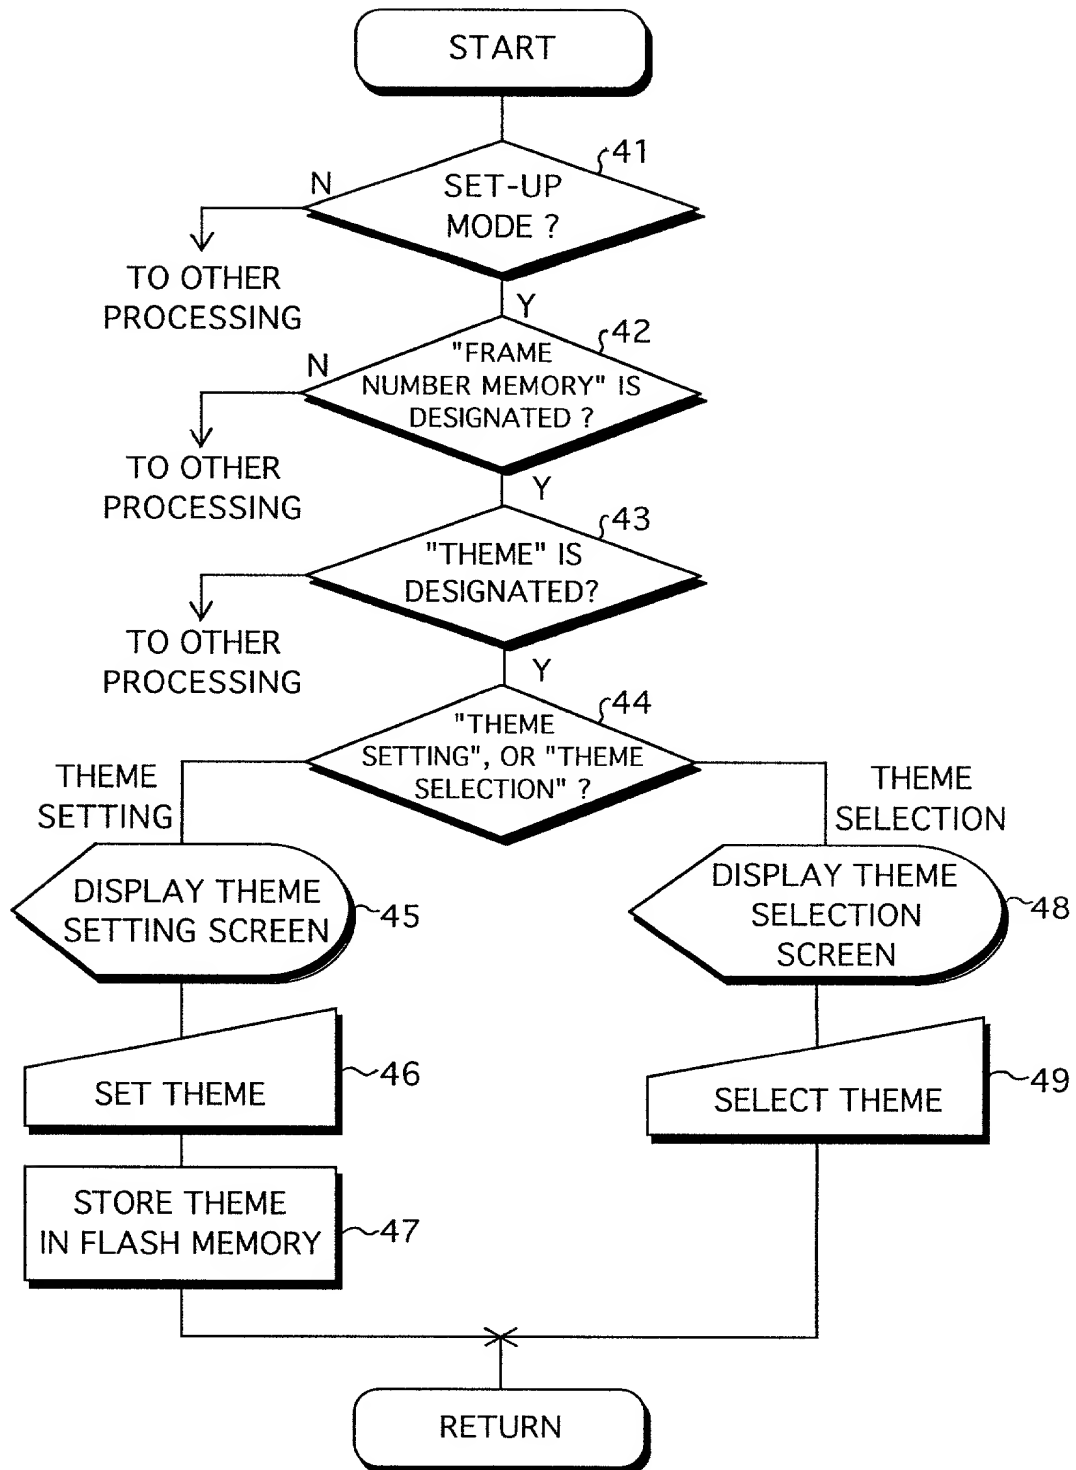 START
41
N
SET-UP
MODE ?
TO OTHER
PROCESSING
Y
42
N
"FRAME
NUMBER MEMORY" IS
DESIGNATED ?
TO OTHER
PROCESSING
Y
43
"THEME" IS
DESIGNATED?
TO OTHER
PROCESSING
Y
44
"THEME
SETTING", OR "THEME
SELECTION" ?
THEME
SETTING
THEME
SELECTION
DISPLAY THEME
SETTING SCREEN
45
DISPLAY THEME
SELECTION
SCREEN
48
SET THEME
46
SELECT THEME
49
STORE THEME
IN FLASH MEMORY
47
RETURN